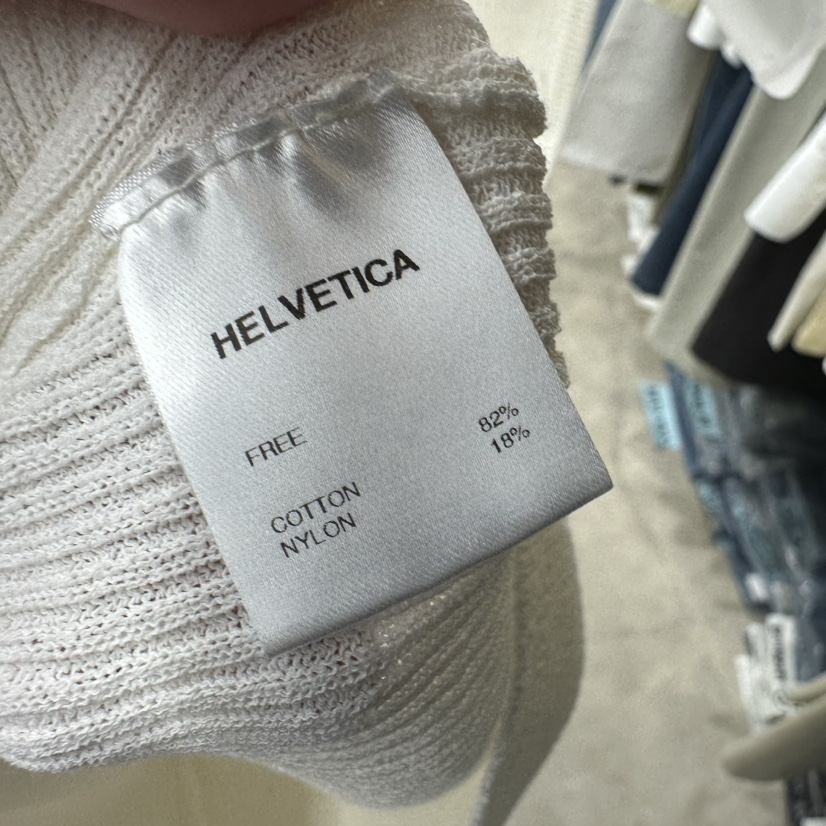 HELVETICA
FREE
COTTON 82%
NYLON 18%